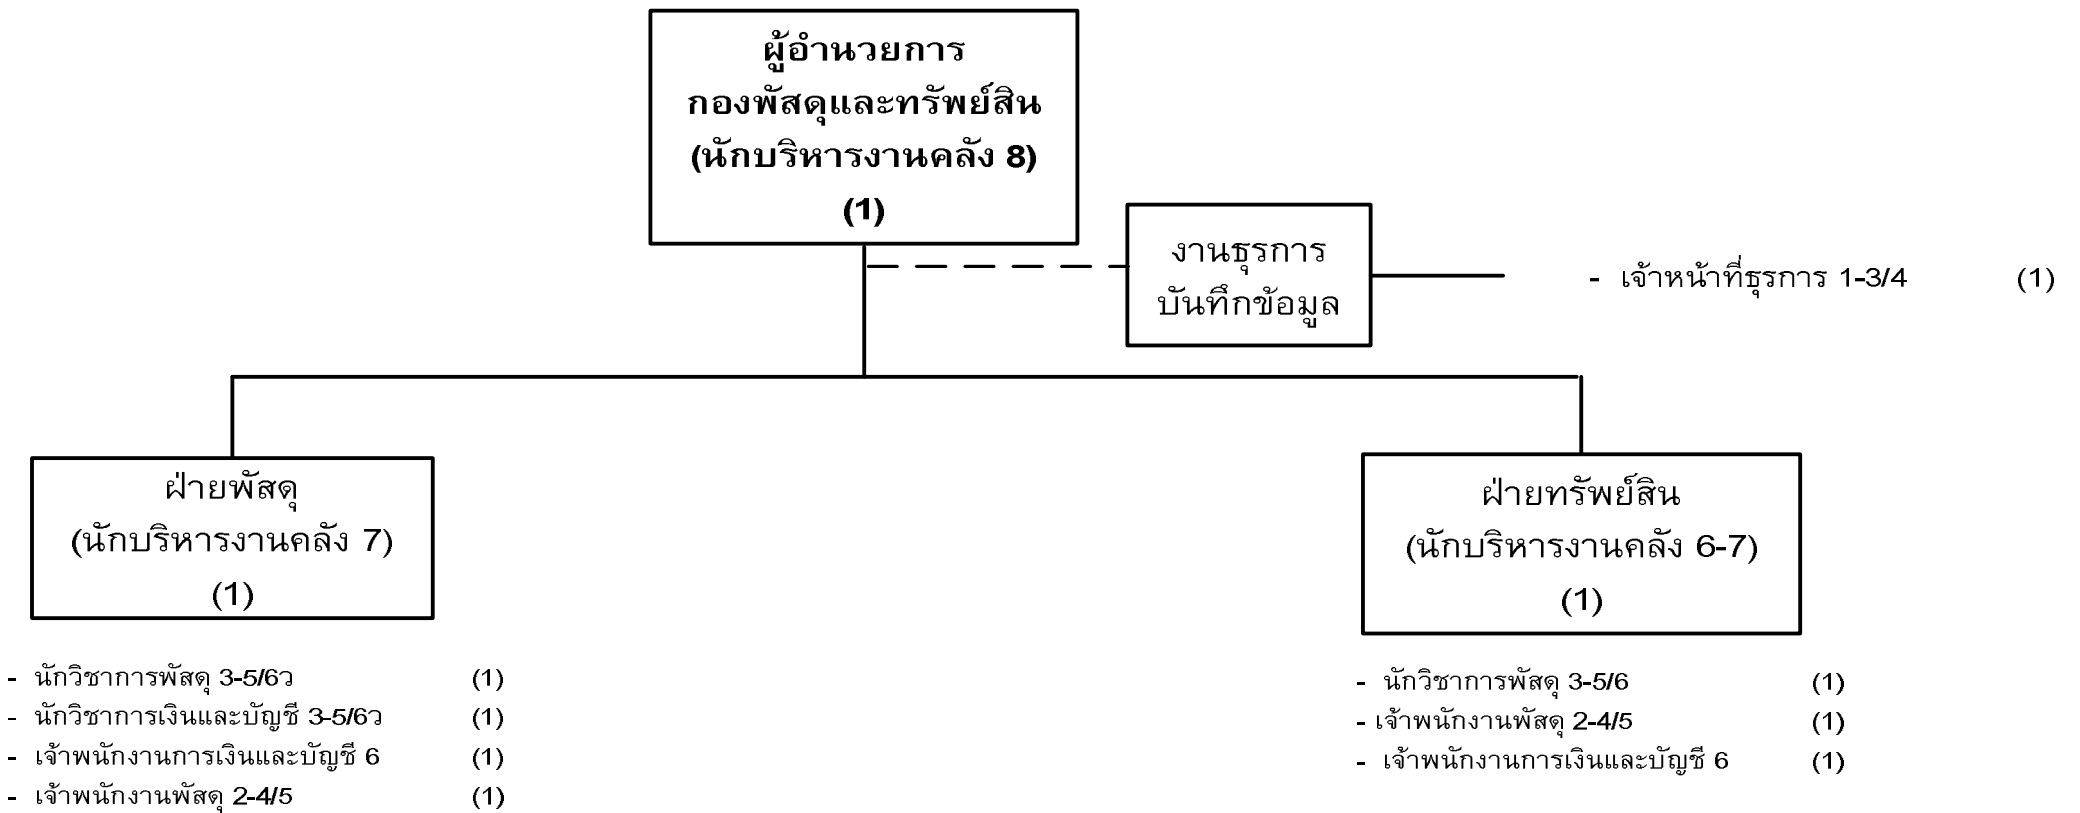 ผู้อำนวยการ
กองพัสดุและทรัพย์สิน
(นักบริหารงานคลัง 8)
(1)
งานธุรการ
บันทึกข้อมูล
- เจ้าหน้าที่ธุรการ 1-3/4 (1)
ฝ่ายพัสดุ
(นักบริหารงานคลัง 7)
(1)
- นักวิชาการพัสดุ 3-5/6ว (1)
- นักวิชาการเงินและบัญชี 3-5/6ว (1)
- เจ้าพนักงานการเงินและบัญชี 6 (1)
- เจ้าพนักงานพัสดุ 2-4/5 (1)
ฝ่ายทรัพย์สิน
(นักบริหารงานคลัง 6-7)
(1)
- นักวิชาการพัสดุ 3-5/6 (1)
- เจ้าพนักงานพัสดุ 2-4/5 (1)
- เจ้าพนักงานการเงินและบัญชี 6 (1)